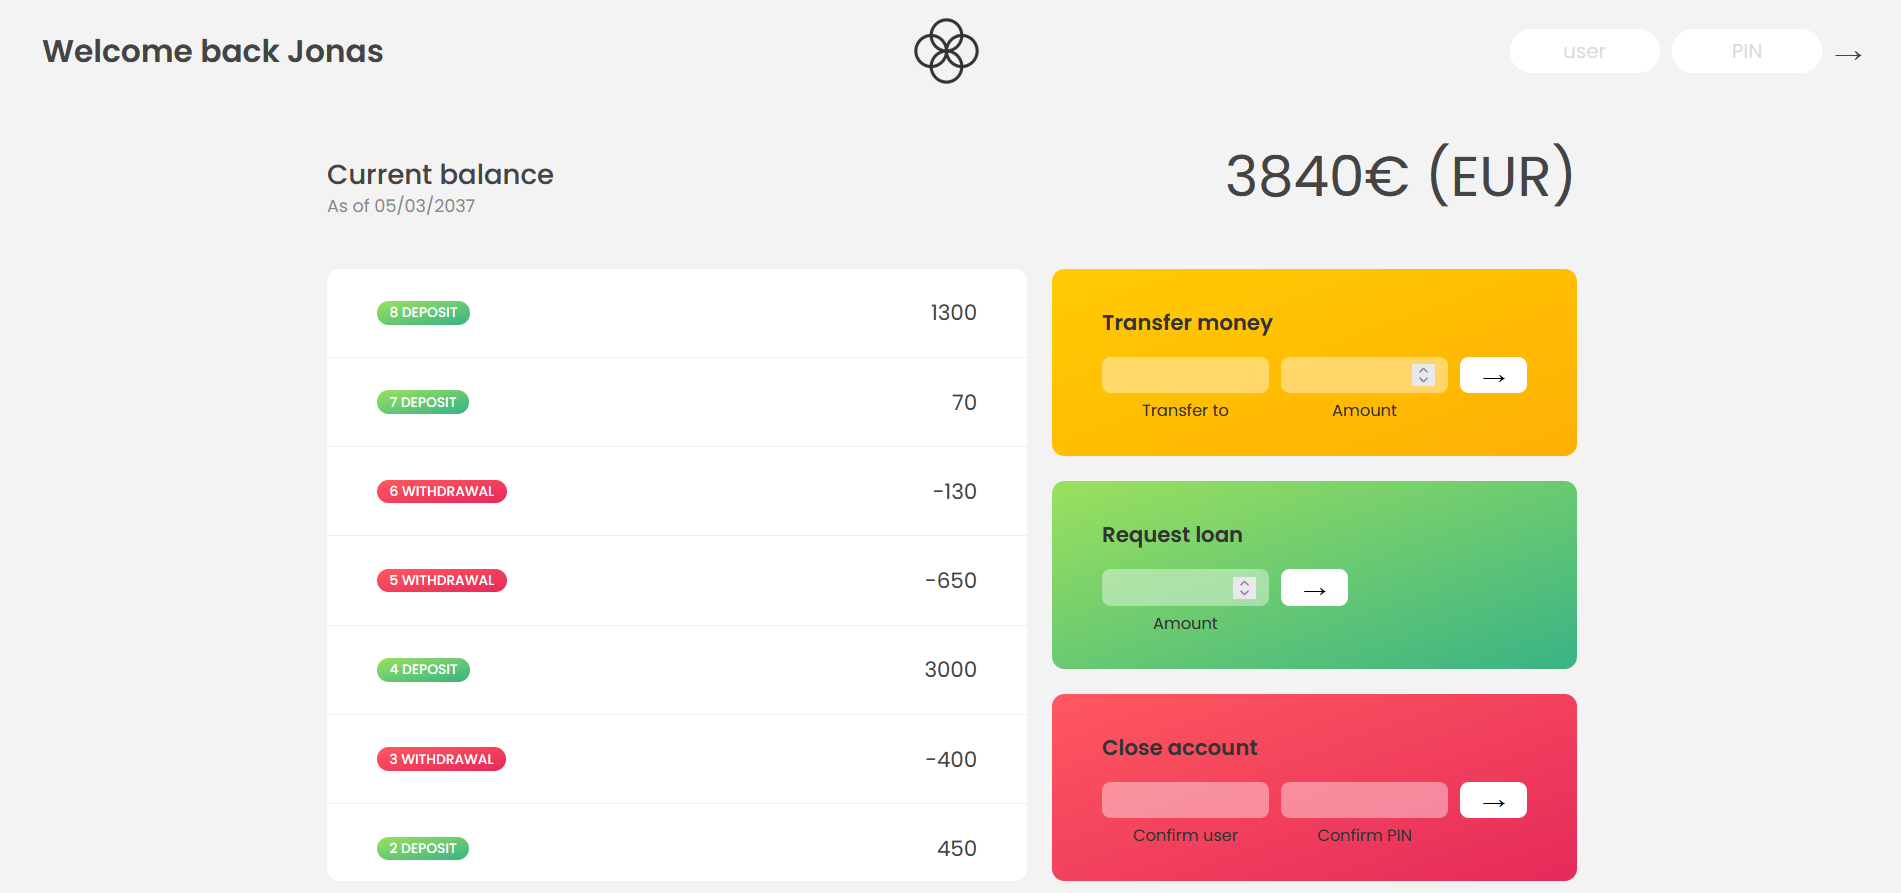 Welcome back Jonas
user
PIN
→
Current balance
As of 05/03/2037
3840€ (EUR)
8 DEPOSIT 1300
7 DEPOSIT 70
6 WITHDRAWAL -130
5 WITHDRAWAL -650
4 DEPOSIT 3000
3 WITHDRAWAL -400
2 DEPOSIT 450
Transfer money
→
Transfer to Amount
Request loan
→
Amount
Close account
→
Confirm user Confirm PIN